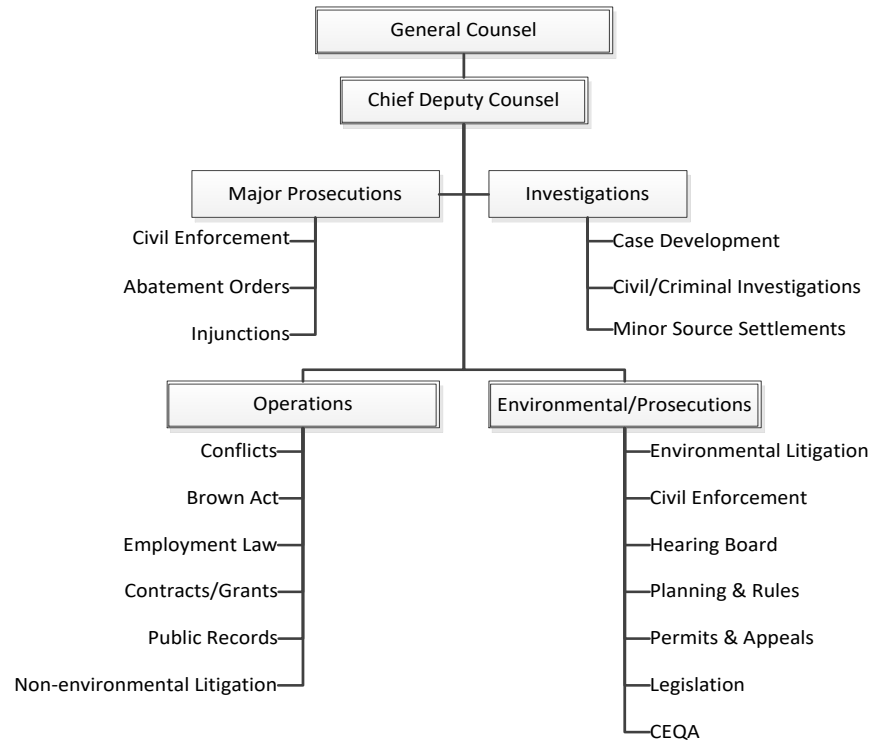 General Counsel
Chief Deputy Counsel
Major Prosecutions
Civil Enforcement
Abatement Orders
Injunctions
Investigations
Case Development
Civil/Criminal Investigations
Minor Source Settlements
Operations
Conflicts
Brown Act
Employment Law
Contracts/Grants
Public Records
Non-environmental Litigation
Environmental/Prosecutions
Environmental Litigation
Civil Enforcement
Hearing Board
Planning & Rules
Permits & Appeals
Legislation
CEQA